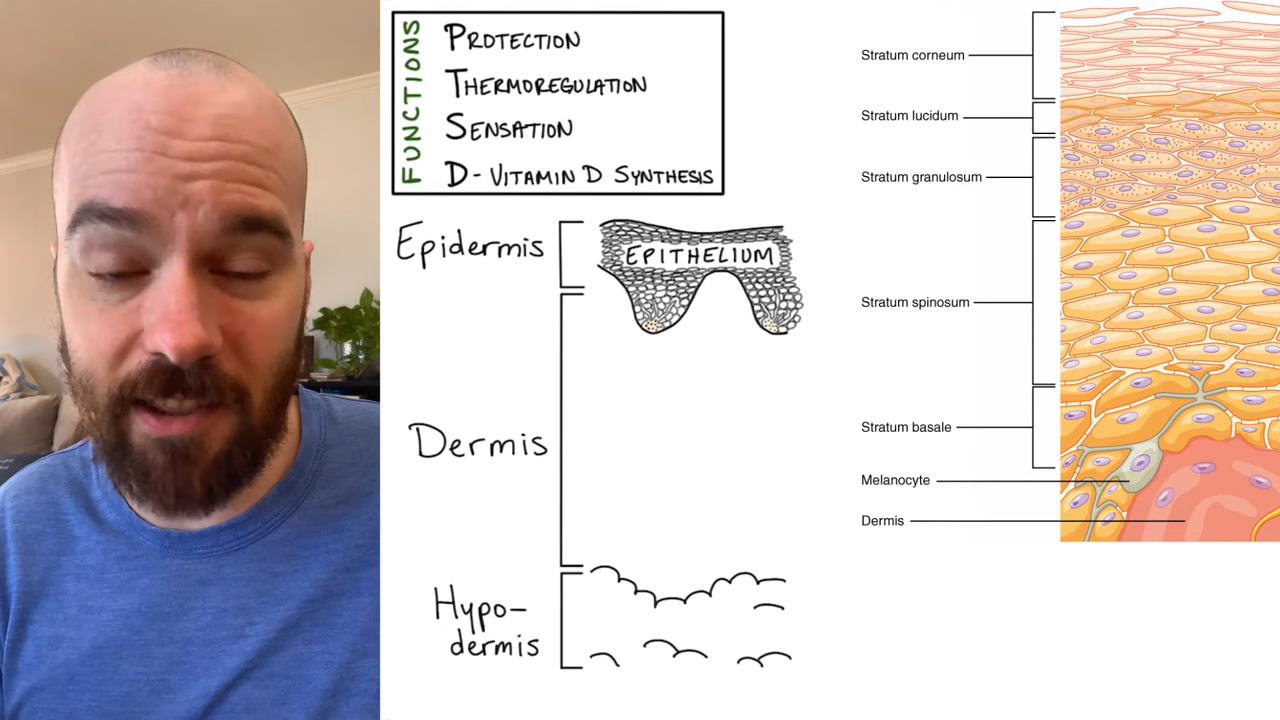 FUNCTIONS
PROTECTION
THERMOREGULATION
SENSATION
D - VITAMIN D SYNTHESIS
Epidermis
EPITHELIUM
Dermis
Hypo-
dermis
Stratum corneum
Stratum lucidum
Stratum granulosum
Stratum spinosum
Stratum basale
Melanocyte
Dermis